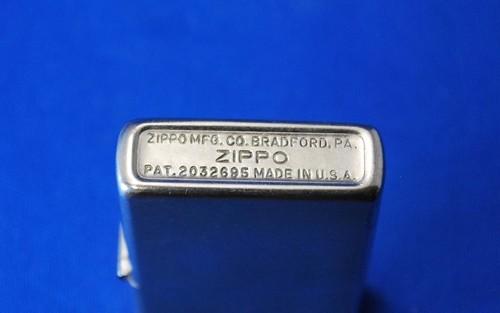 ZIPPO MFG. CO. BRADFORD, PA.
ZIPPO
PAT. 2032695 MADE IN U.S.A.